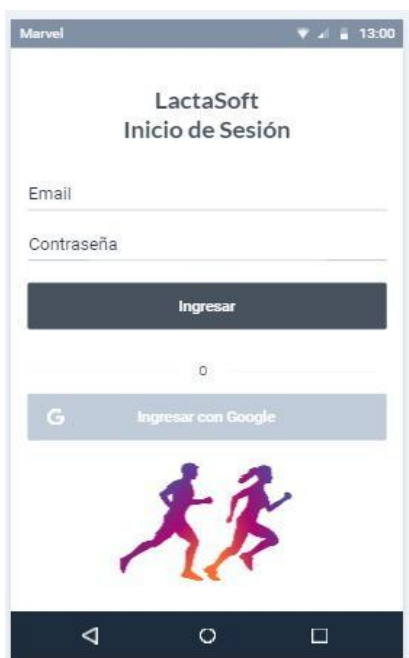 Marvel 13:00
LactaSoft
Inicio de Sesión
Email
Contraseña
Ingresar
o
G Ingresar con Google